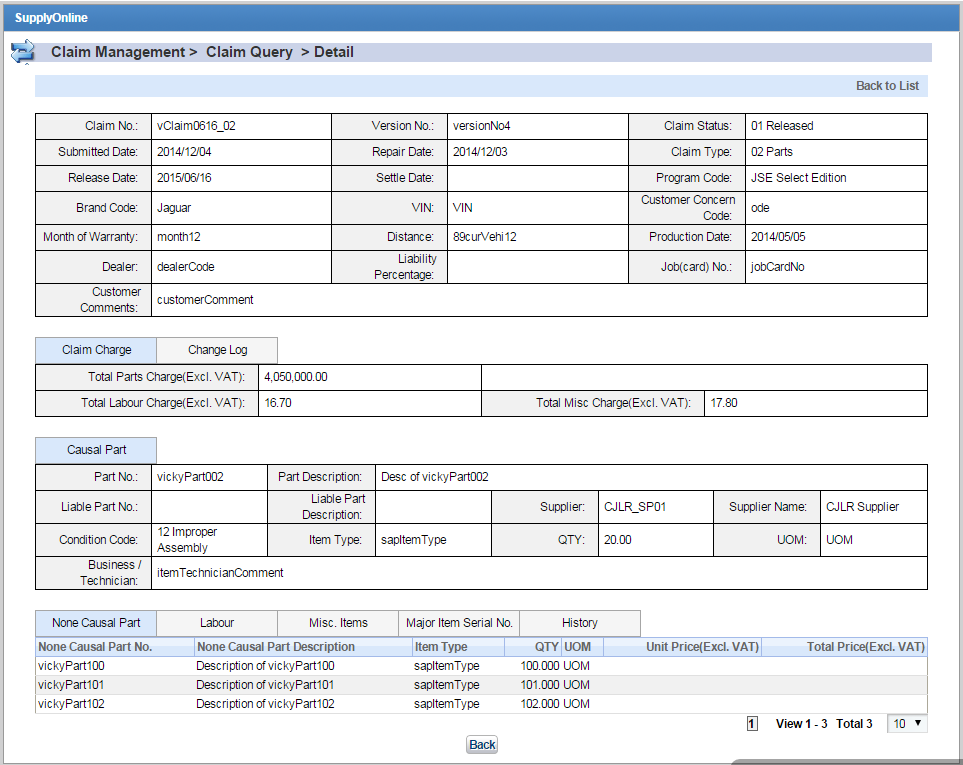 SupplyOnline
Claim Management > Claim Query > Detail
Back to List
Claim No.: vClaim0616_02 Version No.: versionNo4 Claim Status: 01 Released
Submitted Date: 2014/12/04 Repair Date: 2014/12/03 Claim Type: 02 Parts
Release Date: 2015/06/16 Settle Date: Program Code: JSE Select Edition
Brand Code: Jaguar VIN: VIN Customer Concern
Code: ode
Month of Warranty: month12 Distance: 89curVehi12 Production Date: 2014/05/05
Dealer: dealerCode Liability
Percentage: Job(card) No.: jobCardNo
Customer
Comments: customerComment
Claim Charge Change Log
Total Parts Charge(Excl. VAT): 4,050,000.00
Total Labour Charge(Excl. VAT): 16.70 Total Misc Charge(Excl. VAT): 17.80
Causal Part
Part No.: vickyPart002 Part Description: Desc of vickyPart002
Liable Part No.: Liable Part
Description: Supplier: CJLR_SP01 Supplier Name: CJLR Supplier
Condition Code: 12 Improper
Assembly Item Type: sapItemType QTY: 20.00 UOM: UOM
Business /
Technician: itemTechnicianComment
None Causal Part Labour Misc. Items Major Item Serial No. History
None Causal Part No. None Causal Part Description Item Type QTY UOM Unit Price(Excl. VAT) Total Price(Excl. VAT)
vickyPart100 Description of vickyPart100 sapItemType 100.000 UOM
vickyPart101 Description of vickyPart101 sapItemType 101.000 UOM
vickyPart102 Description of vickyPart102 sapItemType 102.000 UOM
1 View 1 - 3 Total 3 10
Back